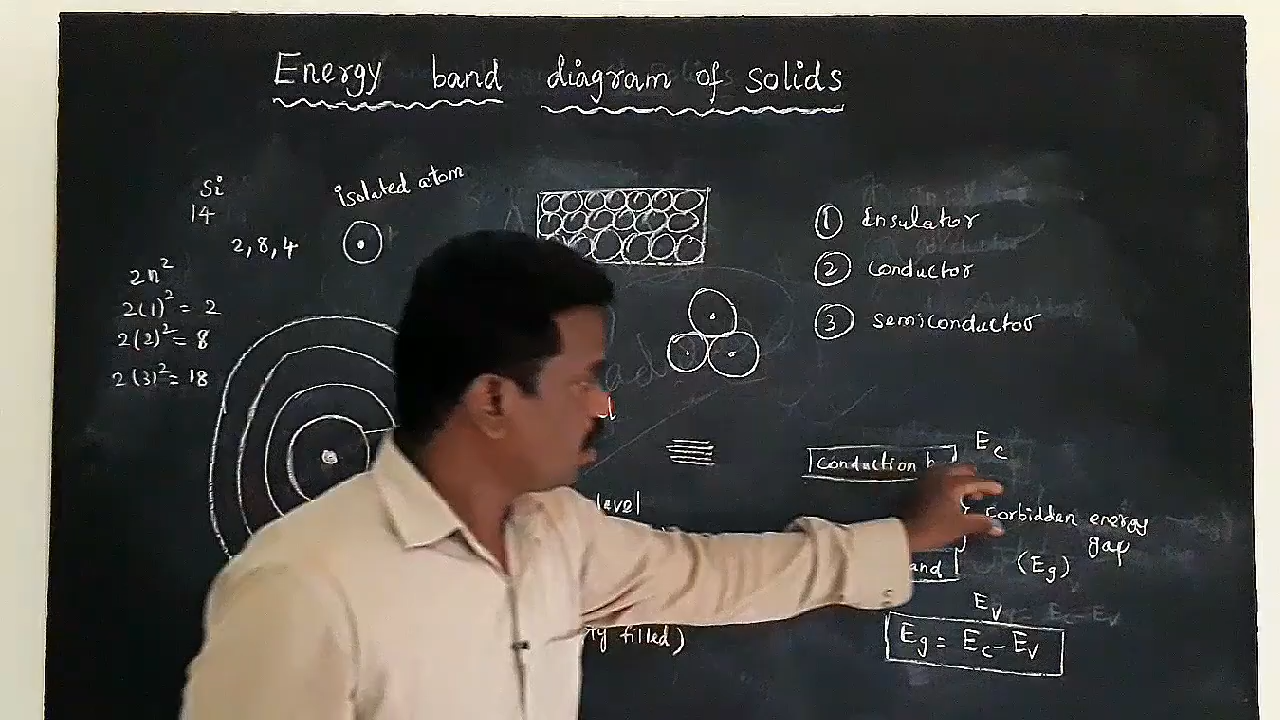 Energy band diagram of solids
Si
14
2, 8, 4
isolated atom
2n²
2(1)² = 2
2(2)² = 8
2(3)² = 18
① Insulator
② conductor
③ semiconductor
level
filled)
Ec
conduction
Forbidden energy
gap
(Eg)
Ev
Eg = Ec - Ev